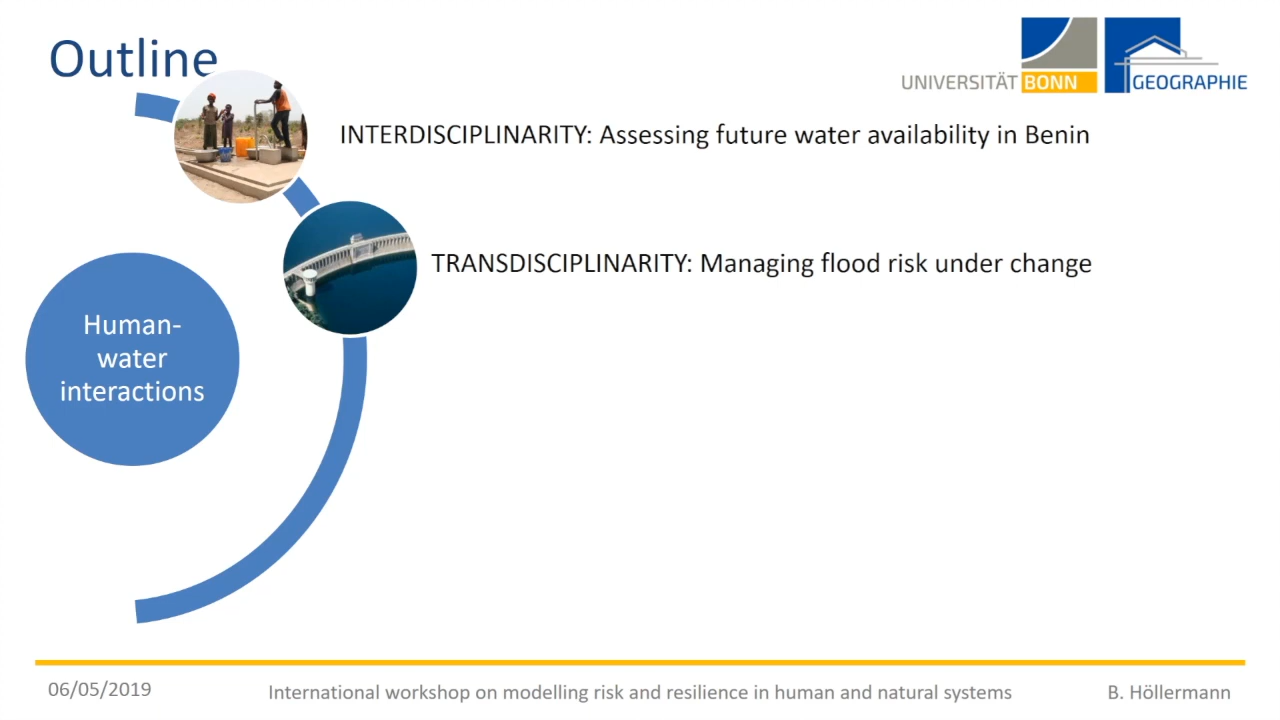 Outline
UNIVERSITÄT BONN
GEOGRAPHIE
INTERDISCIPLINARITY: Assessing future water availability in Benin
TRANSDISCIPLINARITY: Managing flood risk under change
Human-
water
interactions
06/05/2019
International workshop on modelling risk and resilience in human and natural systems
B. Höllermann